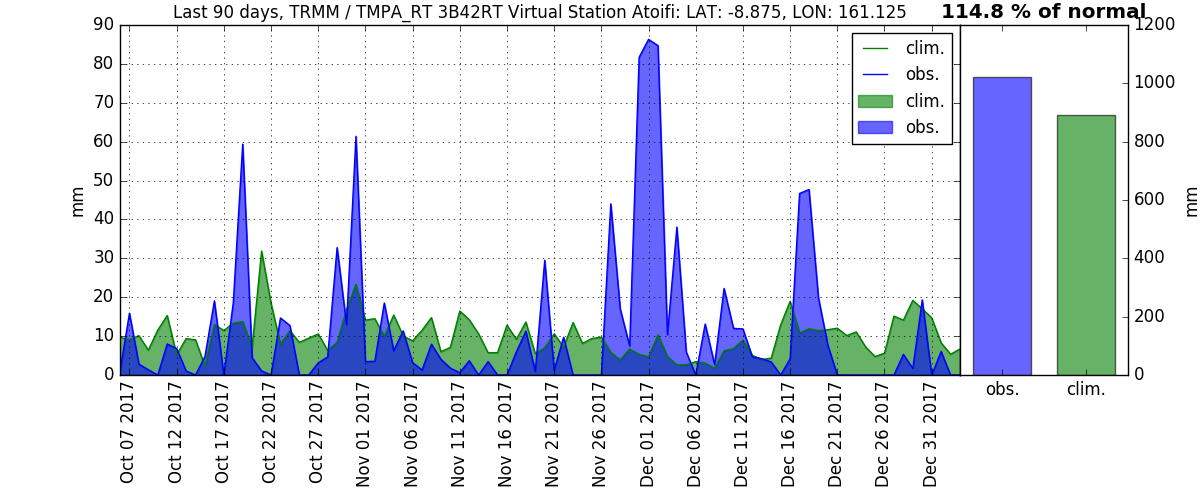 Last 90 days, TRMM / TMPA_RT 3B42RT Virtual Station Atoifi: LAT: -8.875, LON: 161.125
114.8 % of normal
mm
90
80
70
60
50
40
30
20
10
0
clim.
obs.
clim.
obs.
1200
1000
800
600
400
200
0
mm
Oct 07 2017
Oct 12 2017
Oct 17 2017
Oct 22 2017
Oct 27 2017
Nov 01 2017
Nov 06 2017
Nov 11 2017
Nov 16 2017
Nov 21 2017
Nov 26 2017
Dec 01 2017
Dec 06 2017
Dec 11 2017
Dec 16 2017
Dec 21 2017
Dec 26 2017
Dec 31 2017
obs.
clim.